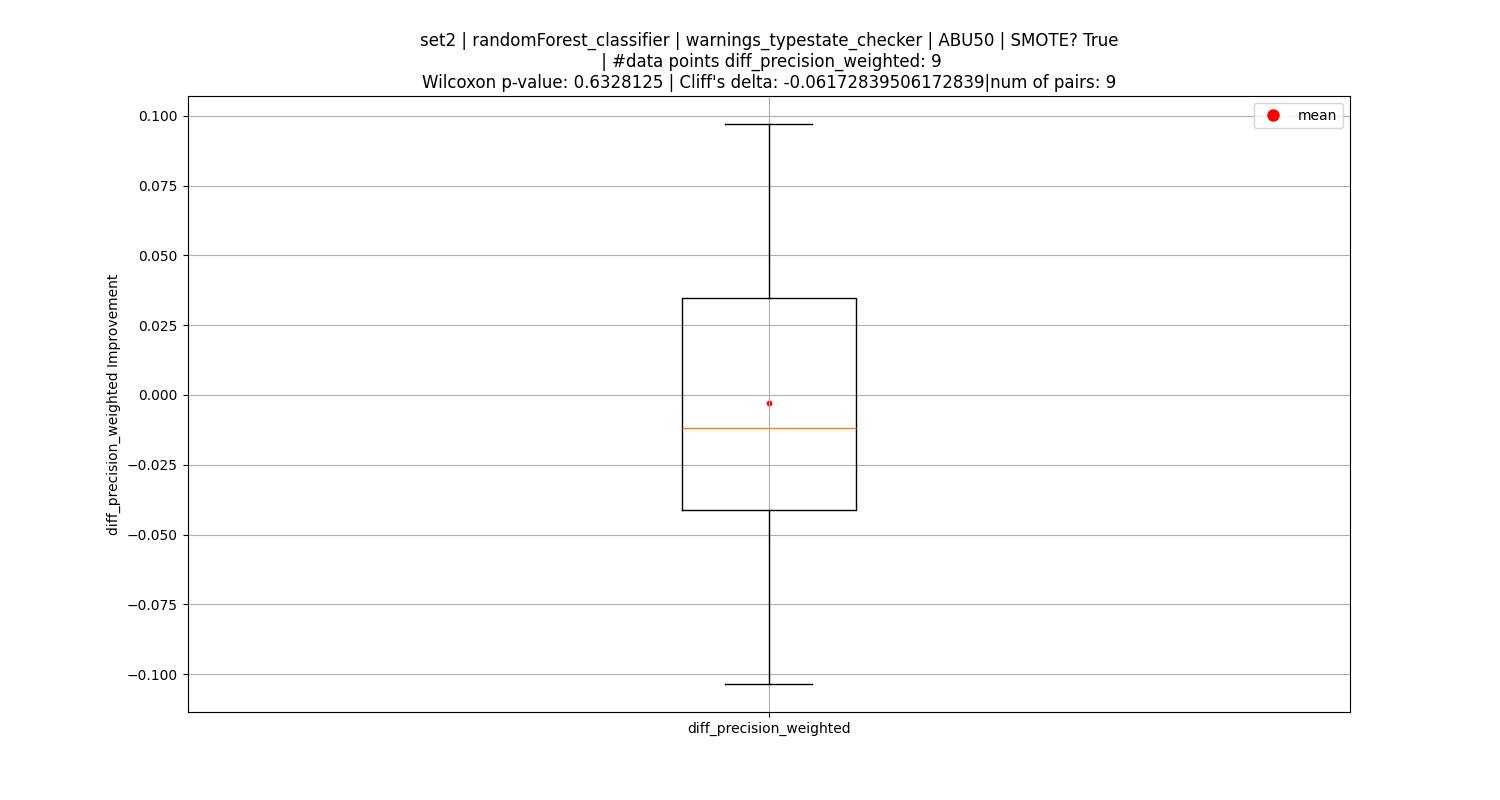 set2 | randomForest_classifier | warnings_typestate_checker | ABU50 | SMOTE? True
| #data points diff_precision_weighted: 9
Wilcoxon p-value: 0.6328125 | Cliff's delta: -0.06172839506172839|num of pairs: 9
mean
0.100
0.075
0.050
0.025
0.000
−0.025
−0.050
−0.075
−0.100
diff_precision_weighted Improvement
diff_precision_weighted